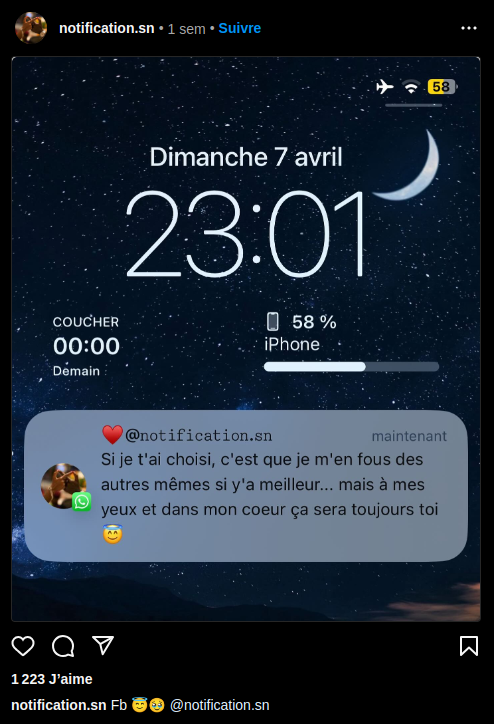 notification.sn • 1 sem • Suivre
58
Dimanche 7 avril
23:01
COUCHER
00:00
Demain
58 %
iPhone
♥️@notification.sn
maintenant
Si je t'ai choisi, c'est que je m'en fous des
autres mêmes si y'a meilleur... mais à mes
yeux et dans mon coeur ça sera toujours toi
😇
1 223 J’aime
notification.sn Fb 😇🥹 @notification.sn